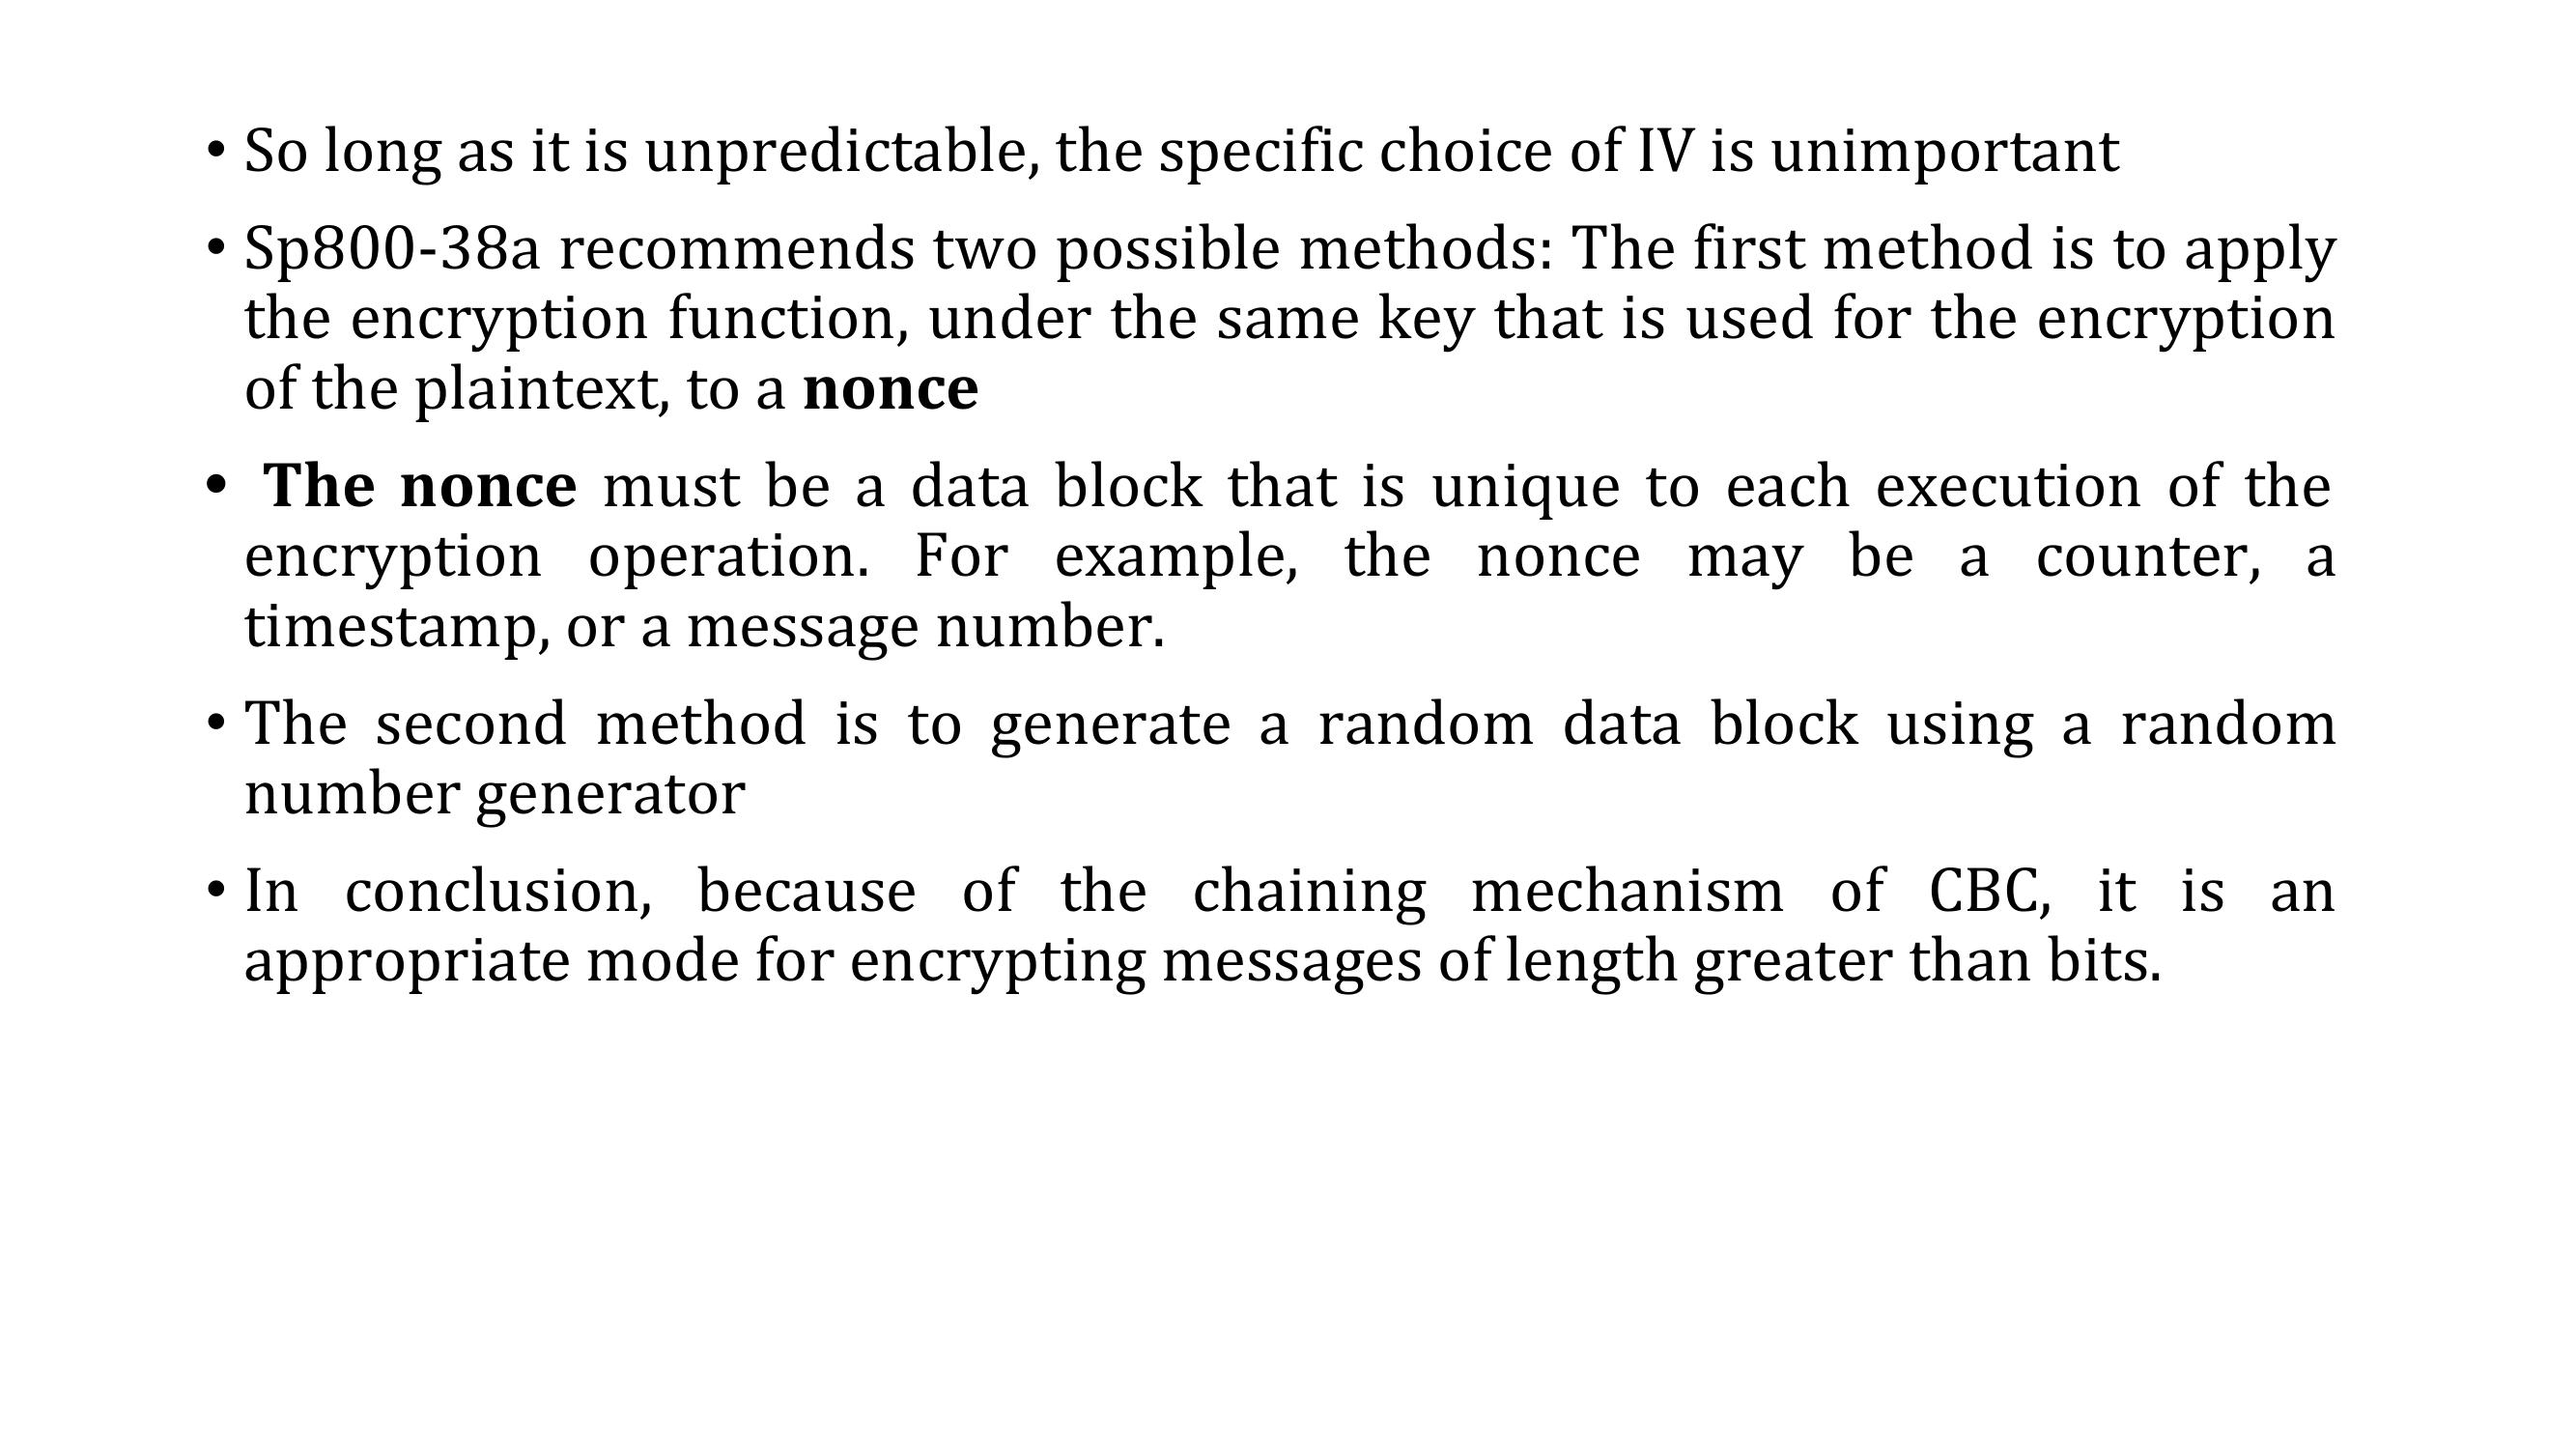 • So long as it is unpredictable, the specific choice of IV is unimportant
• Sp800-38a recommends two possible methods: The first method is to apply
the encryption function, under the same key that is used for the encryption
of the plaintext, to a nonce
• The nonce must be a data block that is unique to each execution of the
encryption operation. For example, the nonce may be a counter, a
timestamp, or a message number.
• The second method is to generate a random data block using a random
number generator
• In conclusion, because of the chaining mechanism of CBC, it is an
appropriate mode for encrypting messages of length greater than bits.